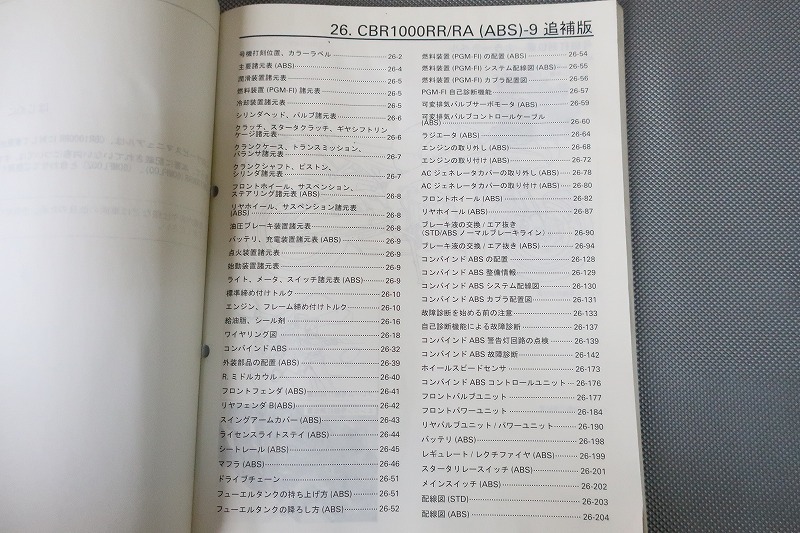 26. CBR1000RR/RA (ABS)-9 追補版
号機打刻位置、カラーラベル 26-2
主要諸元表 (ABS) 26-4
潤滑装置諸元表 26-5
燃料装置 (PGM-FI) 諸元表 26-5
冷却装置諸元表 26-5
シリンダヘッド、バルブ諸元表 26-6
クラッチ、スタータクラッチ、ギヤシフトリン
ケージ諸元表 26-6
クランクケース、トランスミッション、
バランサ諸元表 26-7
クランクシャフト、ピストン、
シリンダ諸元表 26-7
フロントホイール、サスペンション、
ステアリング諸元表 (ABS) 26-8
リヤホイール、サスペンション諸元表
(ABS) 26-8
油圧ブレーキ装置諸元表 26-8
バッテリ、充電装置諸元表 (ABS) 26-9
点火装置諸元表 26-9
始動装置諸元表 26-9
ライト、メータ、スイッチ諸元表 (ABS) 26-9
標準締め付けトルク 26-10
エンジン、フレーム締め付けトルク 26-10
給油脂、シール剤 26-16
ワイヤリング図 26-18
コンバインド ABS 26-32
外装部品の配置 (ABS) 26-39
R. ミドルカウル 26-40
フロントフェンダ (ABS) 26-41
リヤフェンダ B(ABS) 26-42
スイングアームカバー (ABS) 26-43
ライセンスライトステイ (ABS) 26-44
シートレール (ABS) 26-45
マフラ (ABS) 26-46
ドライブチェーン 26-51
フューエルタンクの持ち上げ方 (ABS) 26-51
フューエルタンクの降ろし方 (ABS) 26-52
燃料装置 (PGM-FI) の配置 (ABS) 26-54
燃料装置 (PGM-FI) システム配線図 (ABS) 26-55
燃料装置 (PGM-FI) カプラ配置図 26-56
PGM-FI 自己診断機能 26-57
可変排気バルブサーボモータ (ABS) 26-59
可変排気バルブコントロールケーブル
(ABS) 26-60
ラジエータ (ABS) 26-64
エンジンの取り卸し (ABS) 26-68
エンジンの取り付け (ABS) 26-72
AC ジェネレータカバーの取り外し (ABS) 26-78
AC ジェネレータカバーの取り付け (ABS) 26-80
フロントホイール (ABS) 26-82
リヤホイール (ABS) 26-87
ブレーキ液の交換 / エア抜き
(STD/ABS ノーマルブレーキライン) 26-90
ブレーキ液の交換 / エア抜き (ABS) 26-94
コンバインド ABS の配置 26-128
コンバインド ABS 整備情報 26-129
コンバインド ABS システム配線図 26-130
コンバインド ABS カプラ配置図 26-131
故障診断を始める前の注意 26-133
自己診断機能による故障診断 26-137
コンバインド ABS 警告灯回路の点検 26-139
コンバインド ABS 故障診断 26-142
ホイールスピードセンサ 26-173
コンバインド ABS コントロールユニット 26-176
フロントバルブユニット 26-177
フロントパワーユニット 26-184
リヤバルブユニット / パワーユニット 26-190
バッテリ (ABS) 26-198
レギュレート / レクチファイヤ (ABS) 26-199
スタータリレースイッチ (ABS) 26-201
メインスイッチ (ABS) 26-202
配線図 (STD) 26-203
配線図 (ABS) 26-204